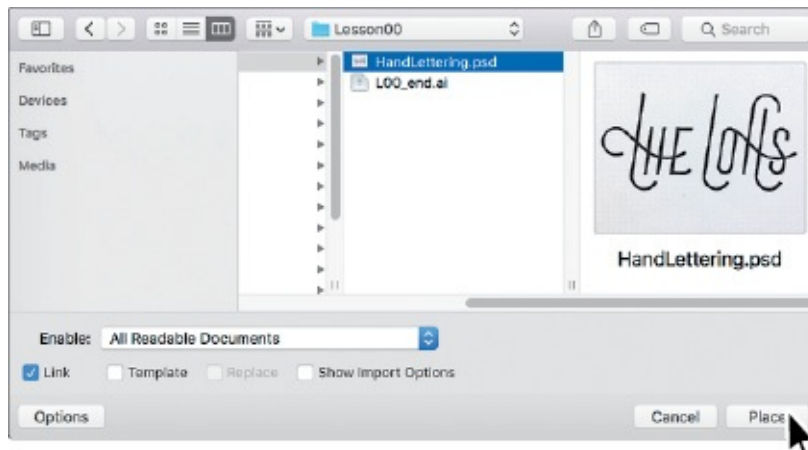 Lesson00
Search
Favorites
Devices
Tags
Media
HandLettering.psd
L00_end.ai
THE LOFTS
HandLettering.psd
Enable: All Readable Documents
Link Template Replace Show Import Options
Options Cancel Place